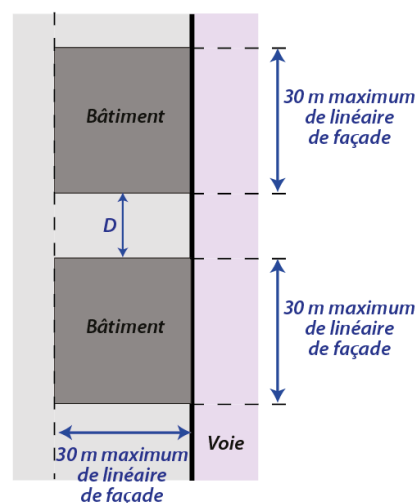 Bâtiment
30 m maximum
de linéaire
de façade
D
Bâtiment
30 m maximum
de linéaire
de façade
Voie
30 m maximum
de linéaire
de façade